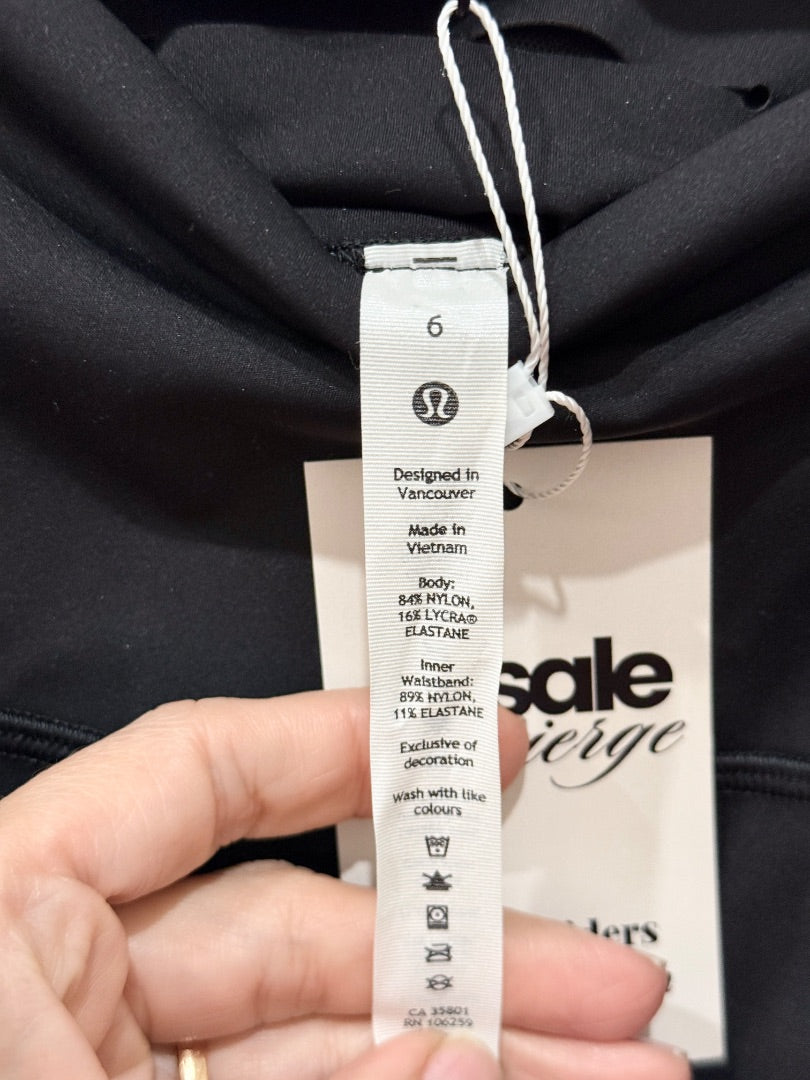 6
Designed in
Vancouver
Made in
Vietnam
Body:
84% NYLON,
16% LYCRA®
ELASTANE
Inner
Waistband:
89% NYLON,
11% ELASTANE
Exclusive of
decoration
Wash with like
colours
CA 35801
RN 106259
sale
ierge
ders